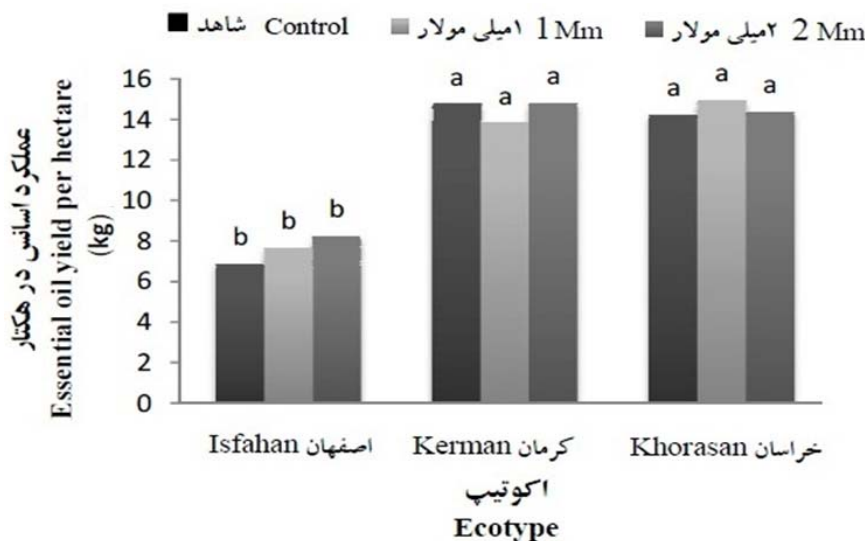 شاهد Control ۱میلی مولار 1 Mm ۲میلی مولار 2 Mm
عملکرد اسانس در هکتار
Essential oil yield per hectare
(kg)
16
14
12
10
8
6
4
2
0
b b b a a a a a a
Isfahan اصفهان Kerman کرمان Khorasan خراسان
اکوتیپ
Ecotype